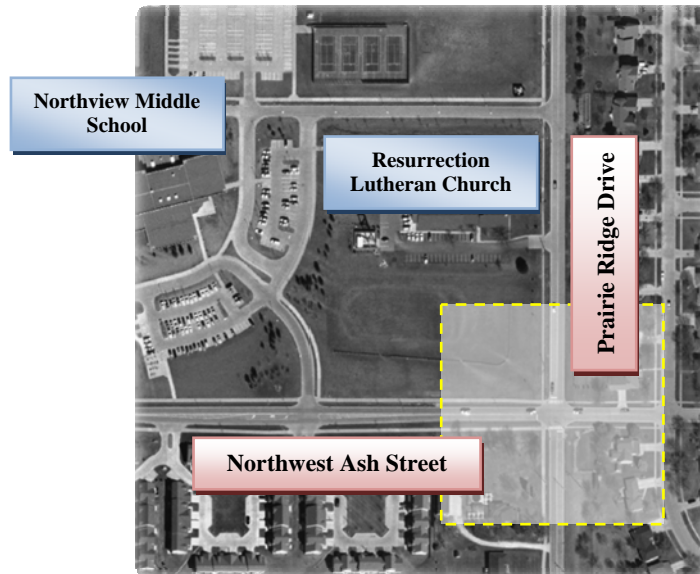 Northview Middle
School
Resurrection
Lutheran Church
Prairie Ridge Drive
Northwest Ash Street